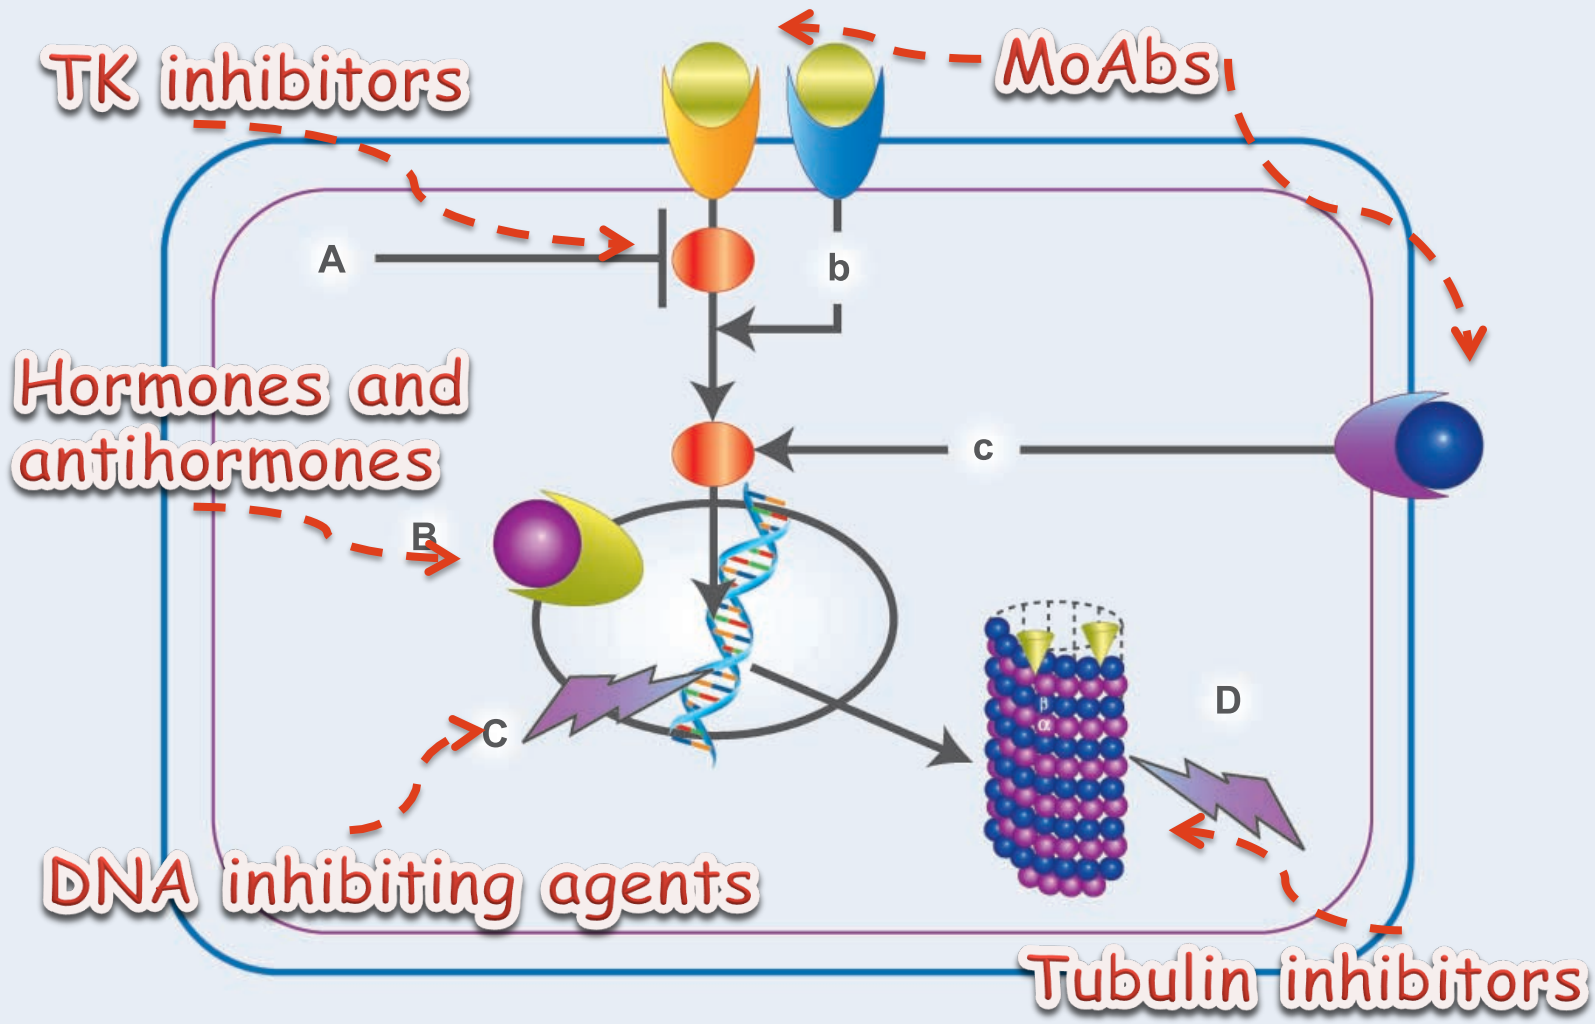 TK inhibitors
MoAbs
A
b
Hormones and
antihormones
c
B
β
α
C
D
DNA inhibiting agents
Tubulin inhibitors